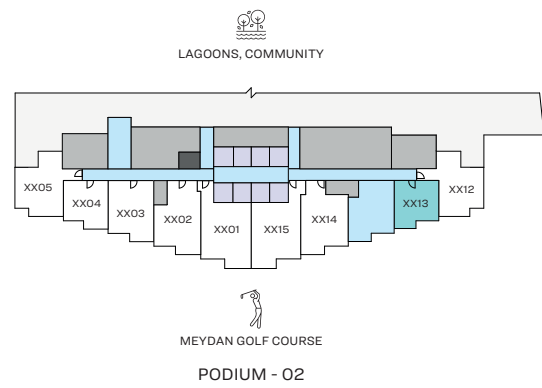 LAGOONS, COMMUNITY
XX05
XX04
XX03
XX02
XX01
XX15
XX14
XX13
XX12
MEYDAN GOLF COURSE
PODIUM - 02